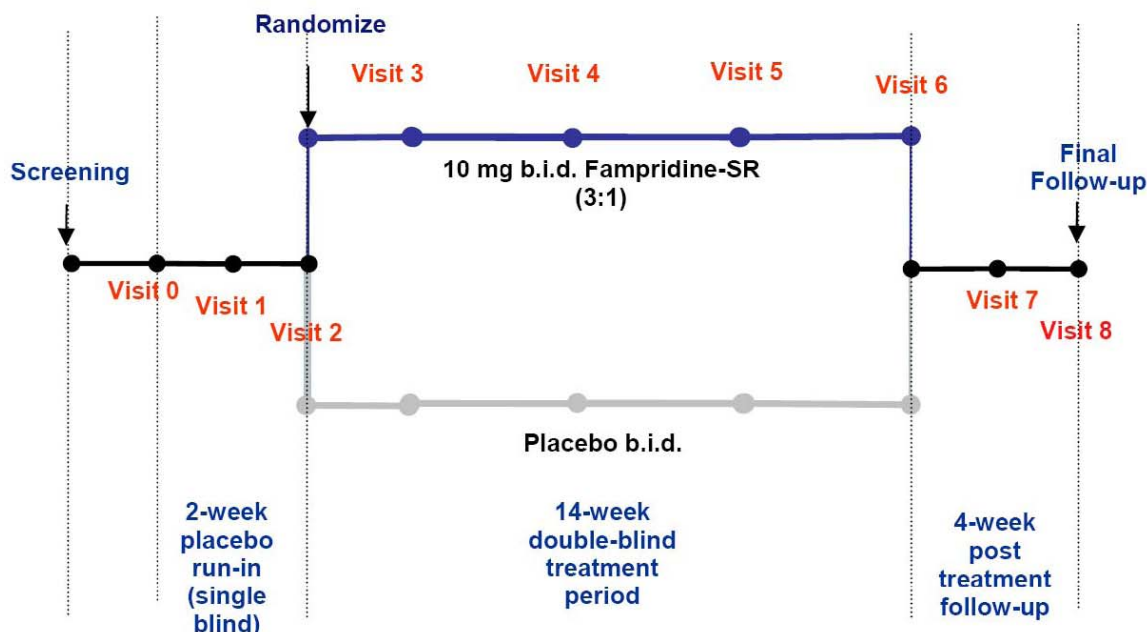 Randomize
Visit 3
Visit 4
Visit 5
Visit 6
10 mg b.i.d. Fampridine-SR
(3:1)
Screening
Final
Follow-up
Visit 0
Visit 1
Visit 2
Visit 7
Visit 8
Placebo b.i.d.
2-week
placebo
run-in
(single
blind)
14-week
double-blind
treatment
period
4-week
post
treatment
follow-up